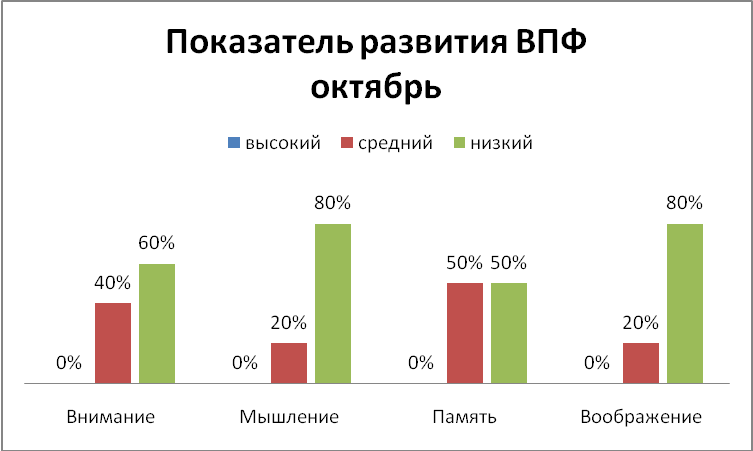 Показатель развития ВПФ
октябрь
высокий средний низкий
80% 80%
60%
50% 50%
40%
20% 20%
0% 0% 0% 0%
Внимание Мышление Память Воображение